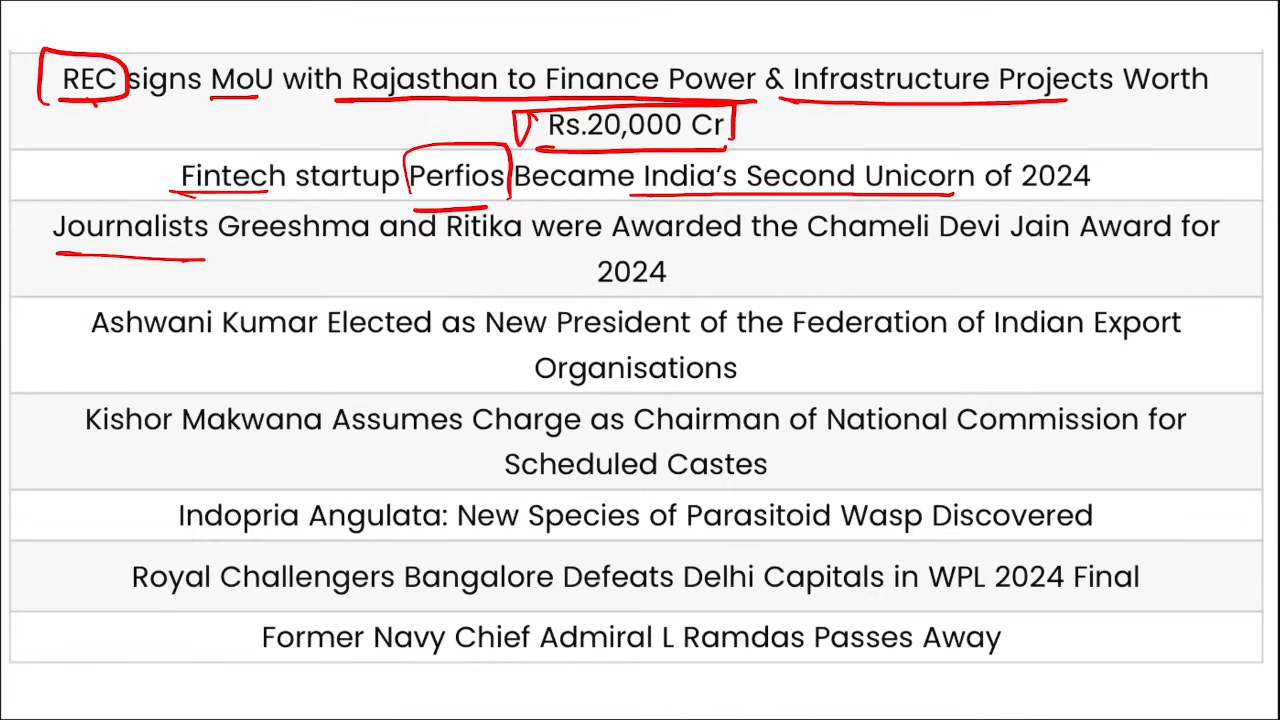 REC signs MoU with Rajasthan to Finance Power & Infrastructure Projects Worth
Rs.20,000 Cr
Fintech startup Perfios Became India's Second Unicorn of 2024
Journalists Greeshma and Ritika were Awarded the Chameli Devi Jain Award for
2024
Ashwani Kumar Elected as New President of the Federation of Indian Export
Organisations
Kishor Makwana Assumes Charge as Chairman of National Commission for
Scheduled Castes
Indopria Angulata: New Species of Parasitoid Wasp Discovered
Royal Challengers Bangalore Defeats Delhi Capitals in WPL 2024 Final
Former Navy Chief Admiral L Ramdas Passes Away